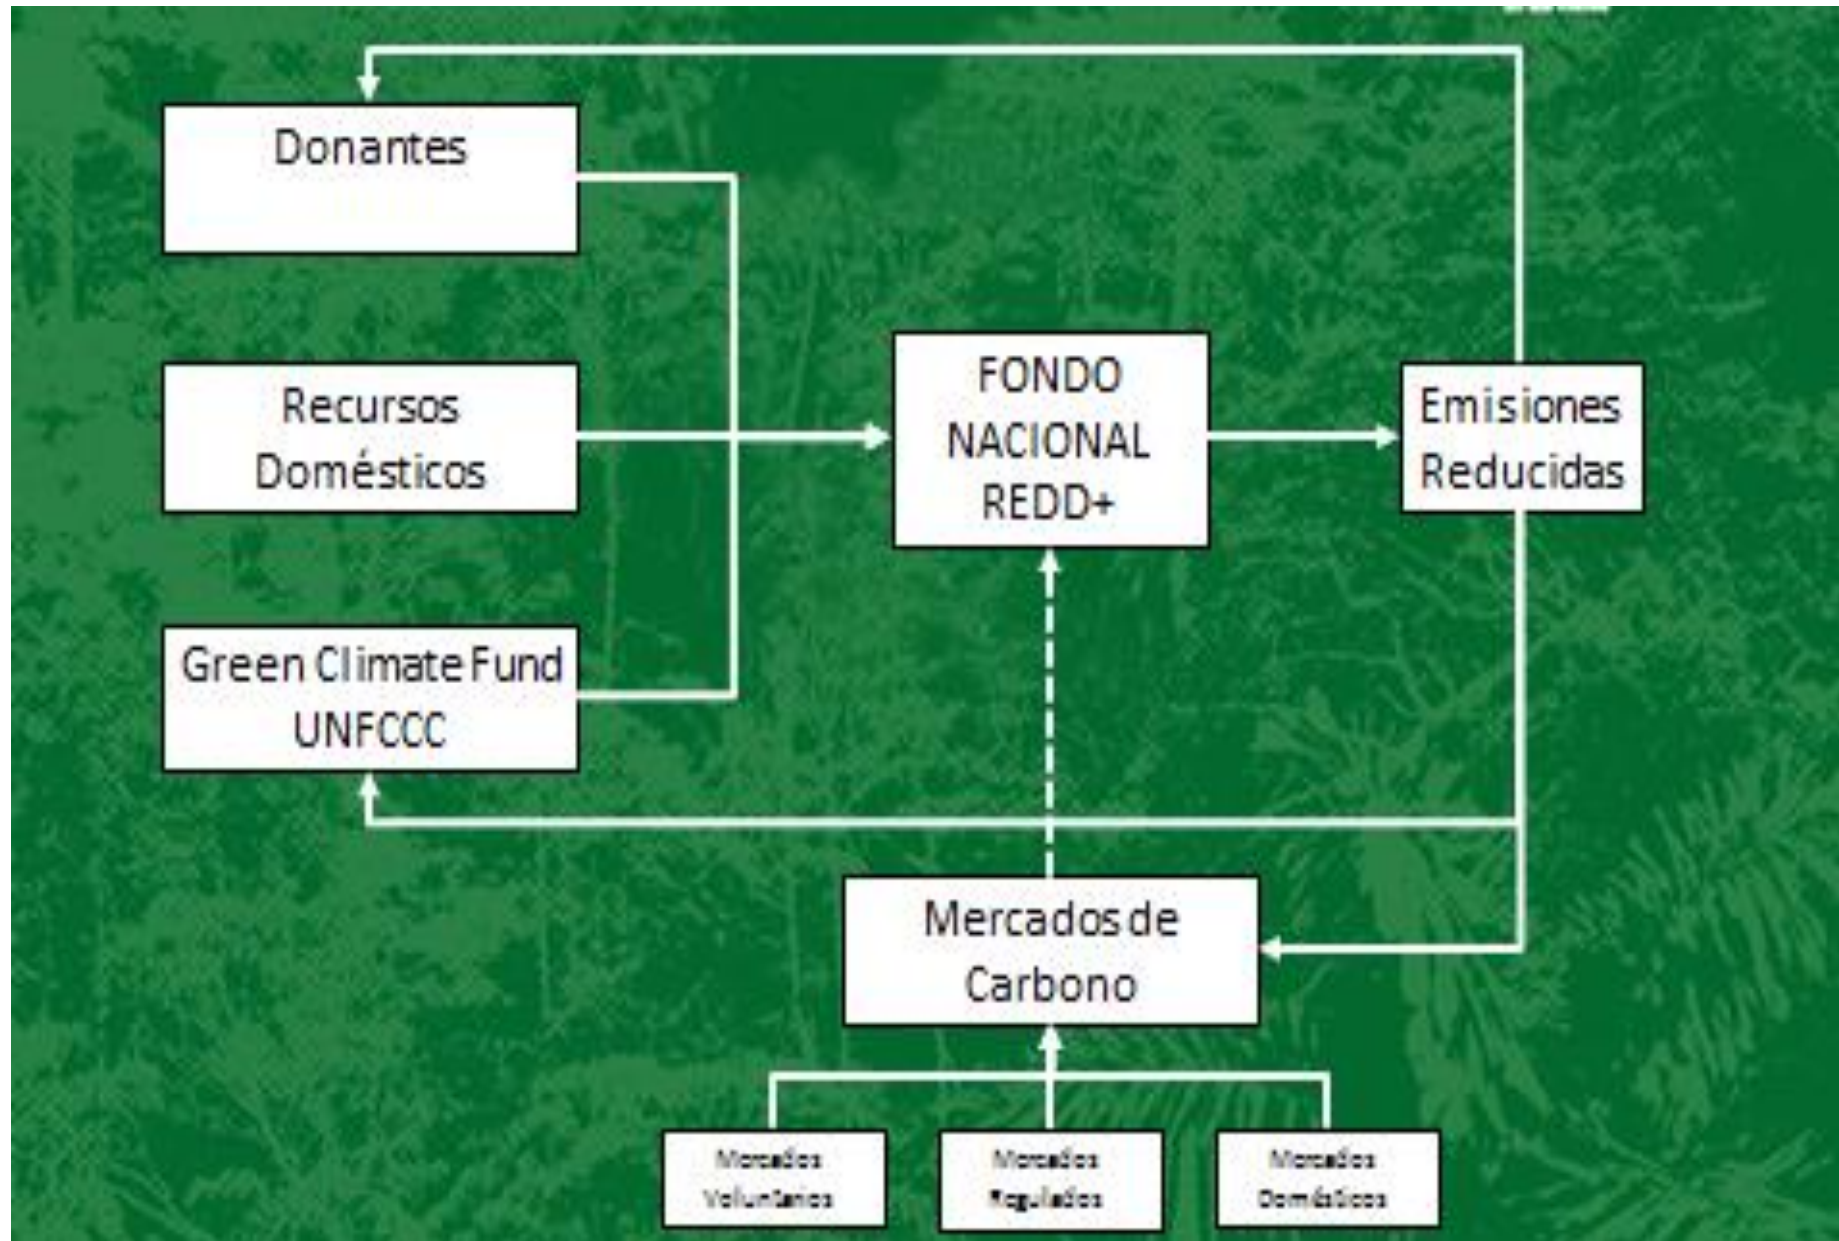 Donantes
Recursos
Domésticos
Green Climate Fund
UNFCCC
FONDO
NACIONAL
REDD+
Emisiones
Reducidas
Mercados de
Carbono
Mercados
Voluntarios
Mercados
Regulados
Mercados
Domésticos